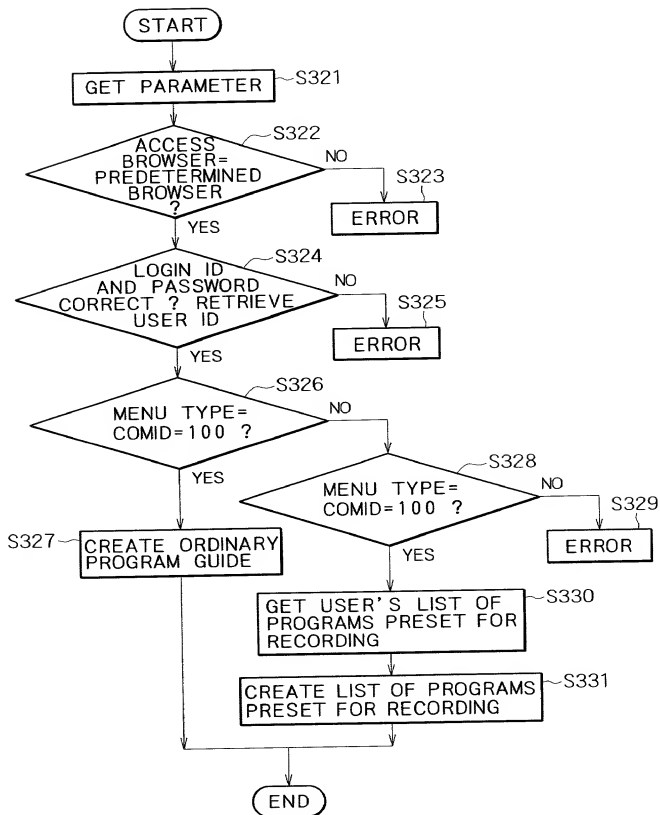 START
GET PARAMETER
S321
S322
ACCESS
BROWSER=
PREDETERMINED
BROWSER
?
NO
YES
S323
ERROR
S324
LOGIN ID
AND PASSWORD
CORRECT ? RETRIEVE
USER ID
NO
YES
S325
ERROR
S326
MENU TYPE=
COMID=100 ?
NO
YES
S328
MENU TYPE=
COMID=100 ?
NO
YES
S329
ERROR
S327
CREATE ORDINARY
PROGRAM GUIDE
S330
GET USER'S LIST OF
PROGRAMS PRESET FOR
RECORDING
S331
CREATE LIST OF PROGRAMS
PRESET FOR RECORDING
END